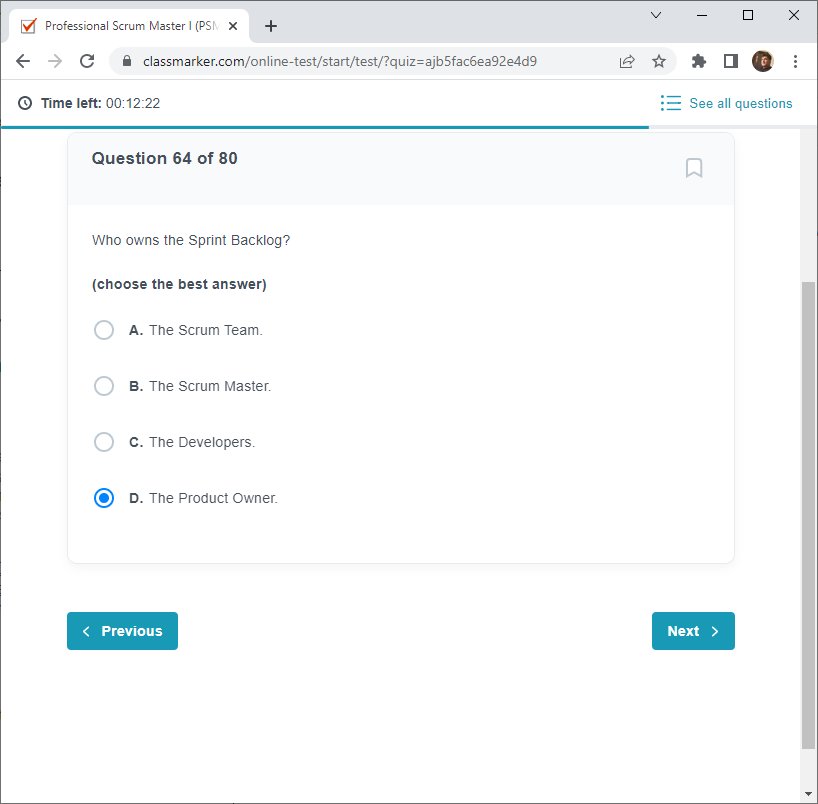 Professional Scrum Master I (PSM
classmarker.com/online-test/start/test/?quiz=ajb5fac6ea92e4d9
Time left: 00:12:22
See all questions
Question 64 of 80
Who owns the Sprint Backlog?
(choose the best answer)
A. The Scrum Team.
B. The Scrum Master.
C. The Developers.
D. The Product Owner.
Previous
Next